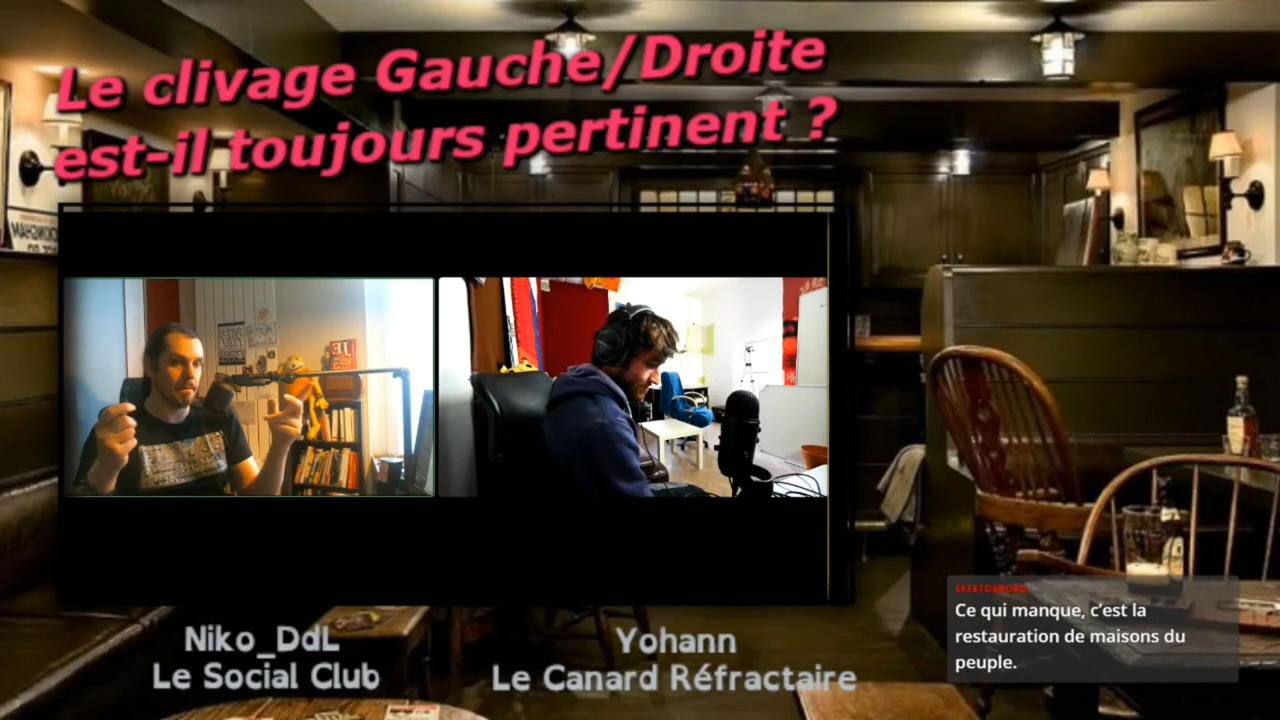 Le clivage Gauche/Droite
est-il toujours pertinent ?
Niko_DdL
Le Social Club
Yohann
Le Canard Réfractaire
EFFETDEBORD
Ce qui manque, c’est la
restauration de maisons du
peuple.